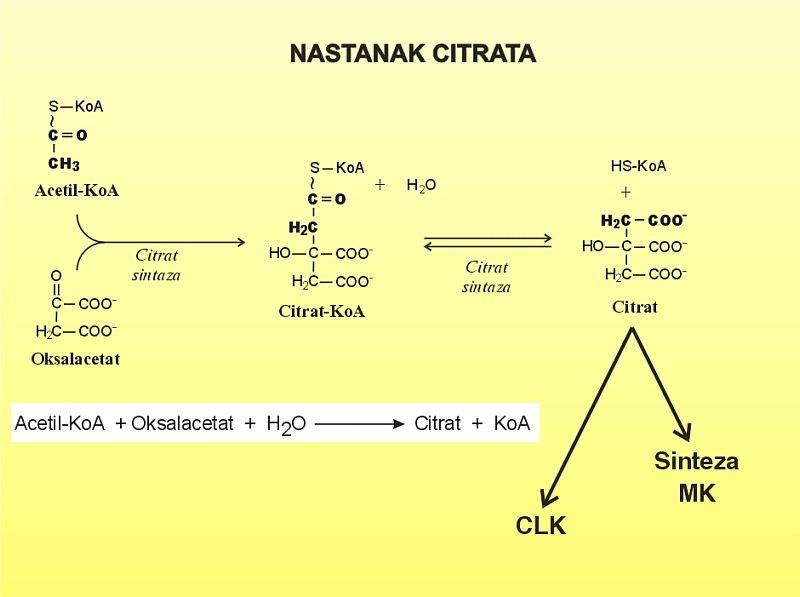 NASTANAK CITRATA
S—KoA
C=O
CH3
Acetil-KoA
O
C—COO⁻
H₂C—COO⁻
Oksalacetat
Citrat
sintaza
S—KoA
C=O
H₂C
HO—C—COO⁻
H₂C—COO⁻
Citrat-KoA
+ H₂O
Citrat
sintaza
HS-KoA
+
H₂C—COO⁻
HO—C—COO⁻
H₂C—COO⁻
Citrat
Acetil-KoA + Oksalacetat + H₂O ⟶ Citrat + KoA
Sinteza
MK
CLK